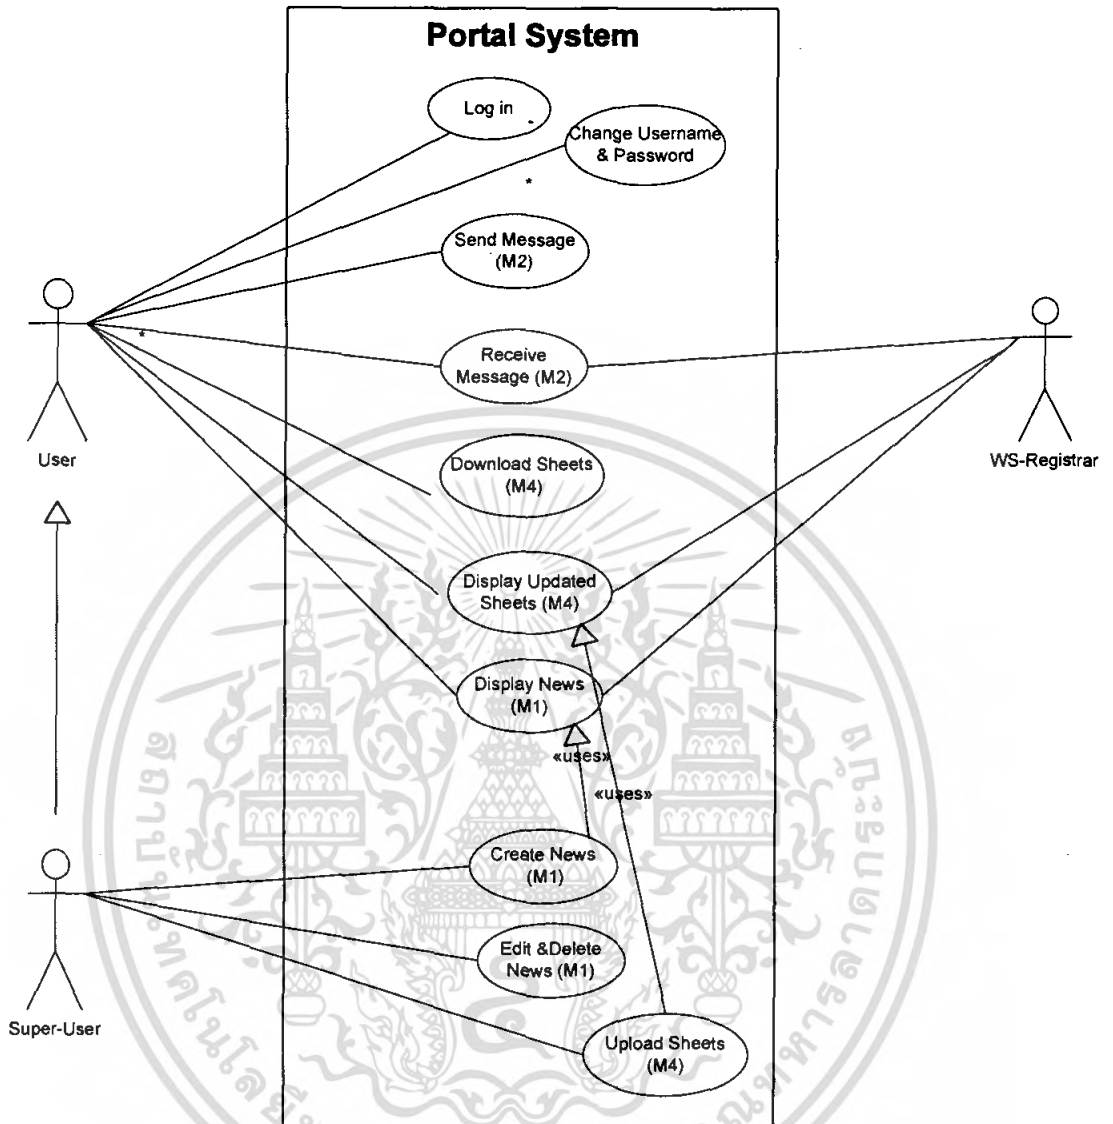 Portal System
Log in
Change Username
& Password
*
Send Message
(M2)
*
Receive
Message (M2)
User
WS-Registrar
Download Sheets
(M4)
Display Updated
Sheets (M4)
Display News
(M1)
«uses»
«uses»
Create News
(M1)
Edit &Delete
News (M1)
Super-User
Upload Sheets
(M4)